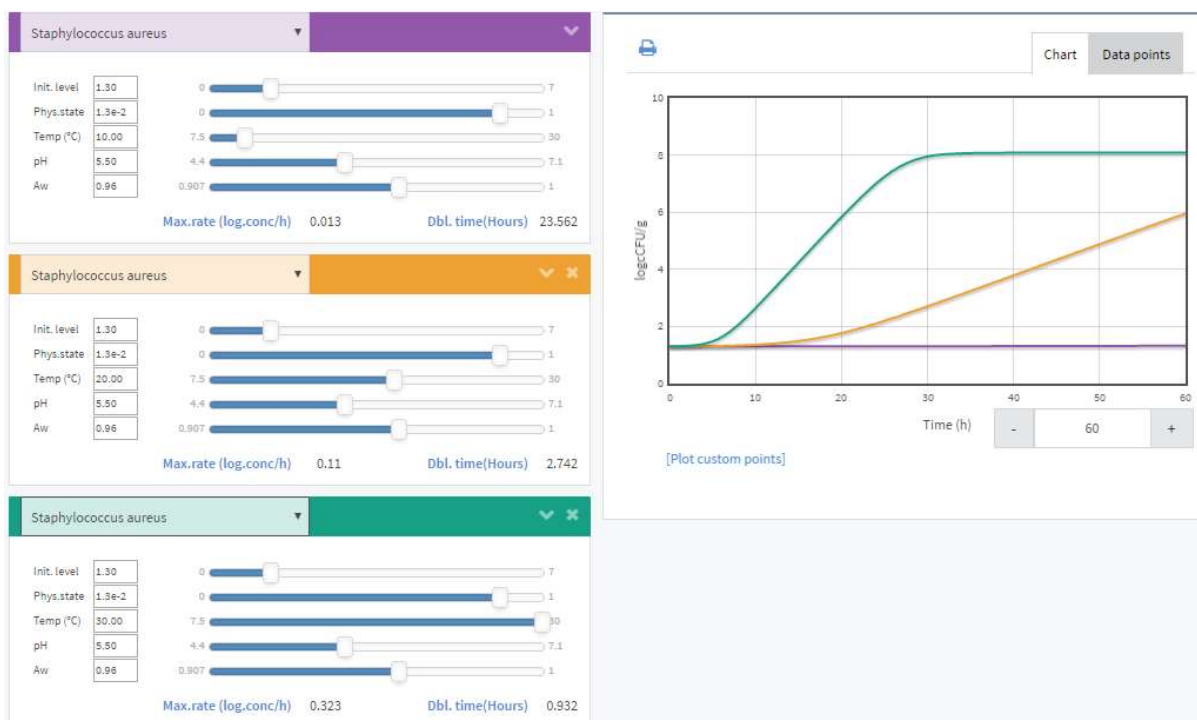 Staphylococcus aureus
Init. level 1.30 0 7
Phys.state 1.3e-2 0 1
Temp (°C) 10.00 7.5 30
pH 5.50 4.4 7.1
Aw 0.96 0.907 1
Max.rate (log.conc/h) 0.013 Dbl. time(Hours) 23.562
Staphylococcus aureus
Init. level 1.30 0 7
Phys.state 1.3e-2 0 1
Temp (°C) 20.00 7.5 30
pH 5.50 4.4 7.1
Aw 0.96 0.907 1
Max.rate (log.conc/h) 0.11 Dbl. time(Hours) 2.742
Staphylococcus aureus
Init. level 1.30 0 7
Phys.state 1.3e-2 0 1
Temp (°C) 30.00 7.5 30
pH 5.50 4.4 7.1
Aw 0.96 0.907 1
Max.rate (log.conc/h) 0.323 Dbl. time(Hours) 0.932
Chart Data points
10
8
6
4
2
0
logcCFU/g
0 10 20 30 40 50 60
Time (h) - 60 +
[Plot custom points]